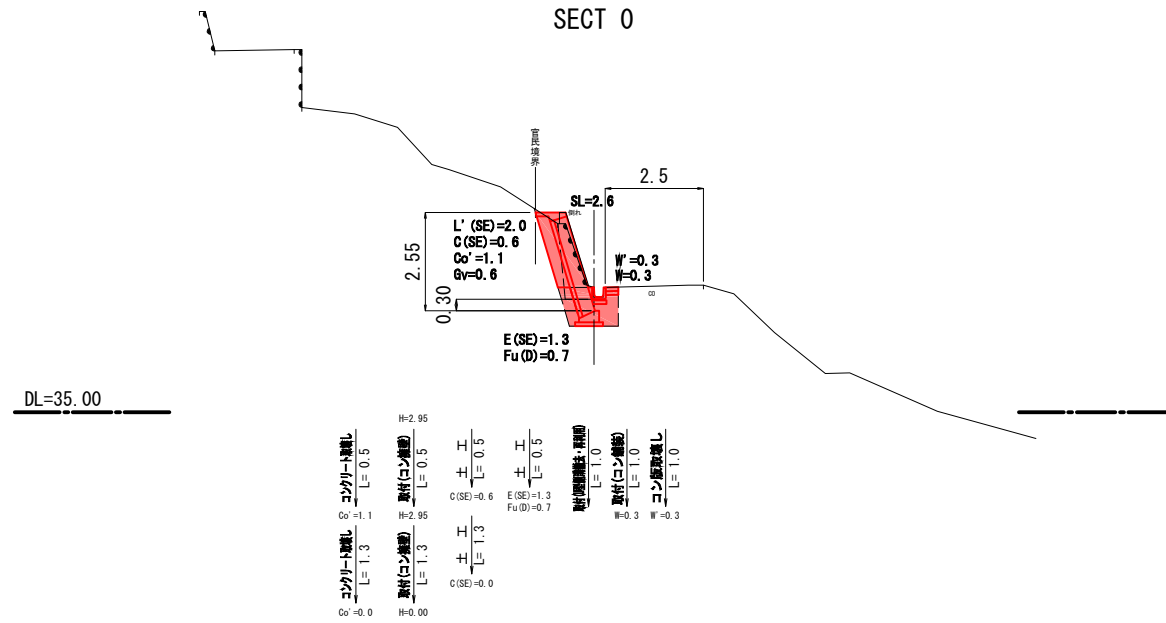 SECT 0
官民境界
2.5
SL=2.6
L'(SE)=2.0
C(SE)=0.6
Co'=1.1
Gv=0.6
2.55
0.30
W'=0.3
W=0.3
CO
E(SE)=1.3
Fu(D)=0.7
DL=35.00
コンクリート取壊し
L= 0.5
Co'=1.1
H=2.95
取付(コン擁壁)
L= 0.5
H=2.95
土
L= 0.5
C(SE)=0.6
土
L= 0.5
E(SE)=1.3
Fu(D)=0.7
L= 1.0
取付(コン舗装)
L= 1.0
W=0.3
コン版取壊し
L= 1.0
W'=0.3
コンクリート取壊し
L= 1.3
Co'=0.0
取付(コン擁壁)
L= 1.3
H=0.00
土
L= 1.3
C(SE)=0.0